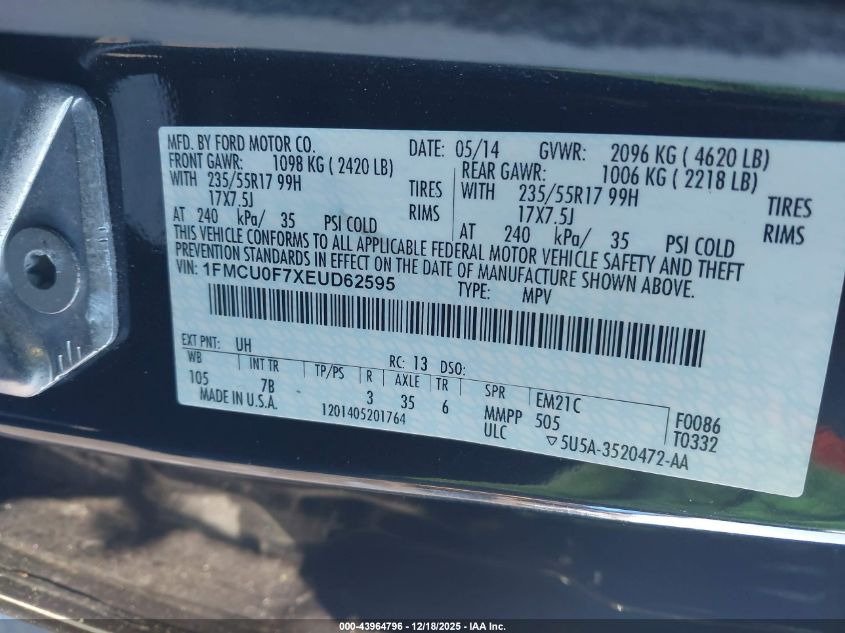 MFD. BY FORD MOTOR CO. DATE: 05/14 GVWR: 2096 KG ( 4620 LB)
FRONT GAWR: 1098 KG ( 2420 LB) REAR GAWR: 1006 KG ( 2218 LB)
WITH 235/55R17 99H TIRES WITH 235/55R17 99H TIRES
17X7.5J RIMS 17X7.5J RIMS
AT 240 kPa/ 35 PSI COLD AT 240 kPa/ 35 PSI COLD
THIS VEHICLE CONFORMS TO ALL APPLICABLE FEDERAL MOTOR VEHICLE SAFETY AND THEFT
PREVENTION STANDARDS IN EFFECT ON THE DATE OF MANUFACTURE SHOWN ABOVE.
VIN: 1FMCU0F7XEUD62595 TYPE: MPV
EXT PNT: UH RC: 13 DSO:
WB INT TR TP/PS R AXLE TR SPR EM21C F0086
105 7B - 3 35 6 MMPP 505 T0332
MADE IN U.S.A. 1201405201764 ULC ▽5U5A-3520472-AA
000-43964796 - 12/18/2025 - IAA Inc.